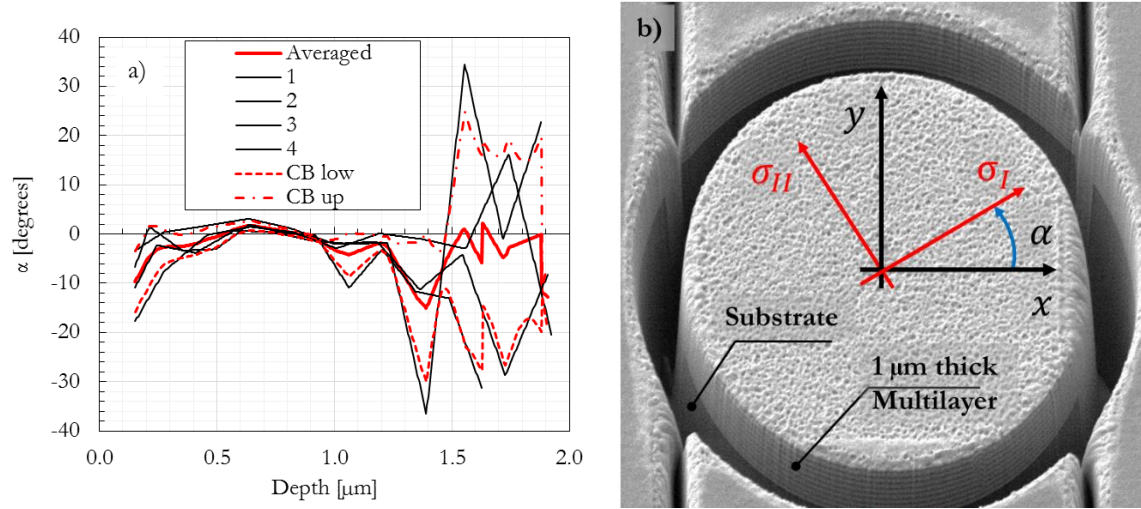 a)
40
30
20
10
0
-10
-20
-30
-40
α [degrees]
Averaged
1
2
3
4
CB low
CB up
0.0 0.5 1.0 1.5 2.0
Depth [μm]
b)
y
σII
σI
α
x
Substrate
1 μm thick
Multilayer